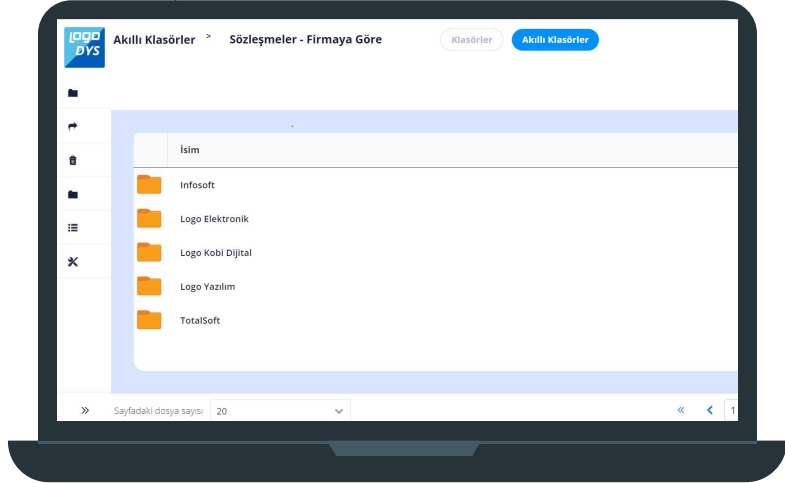 LOGO
DYS
Akıllı Klasörler > Sözleşmeler - Firmaya Göre
Klasörler
Akıllı Klasörler
İsim
Infosoft
Logo Elektronik
Logo Kobi Dijital
Logo Yazılım
TotalSoft
Sayfadaki dosya sayısı 20
1